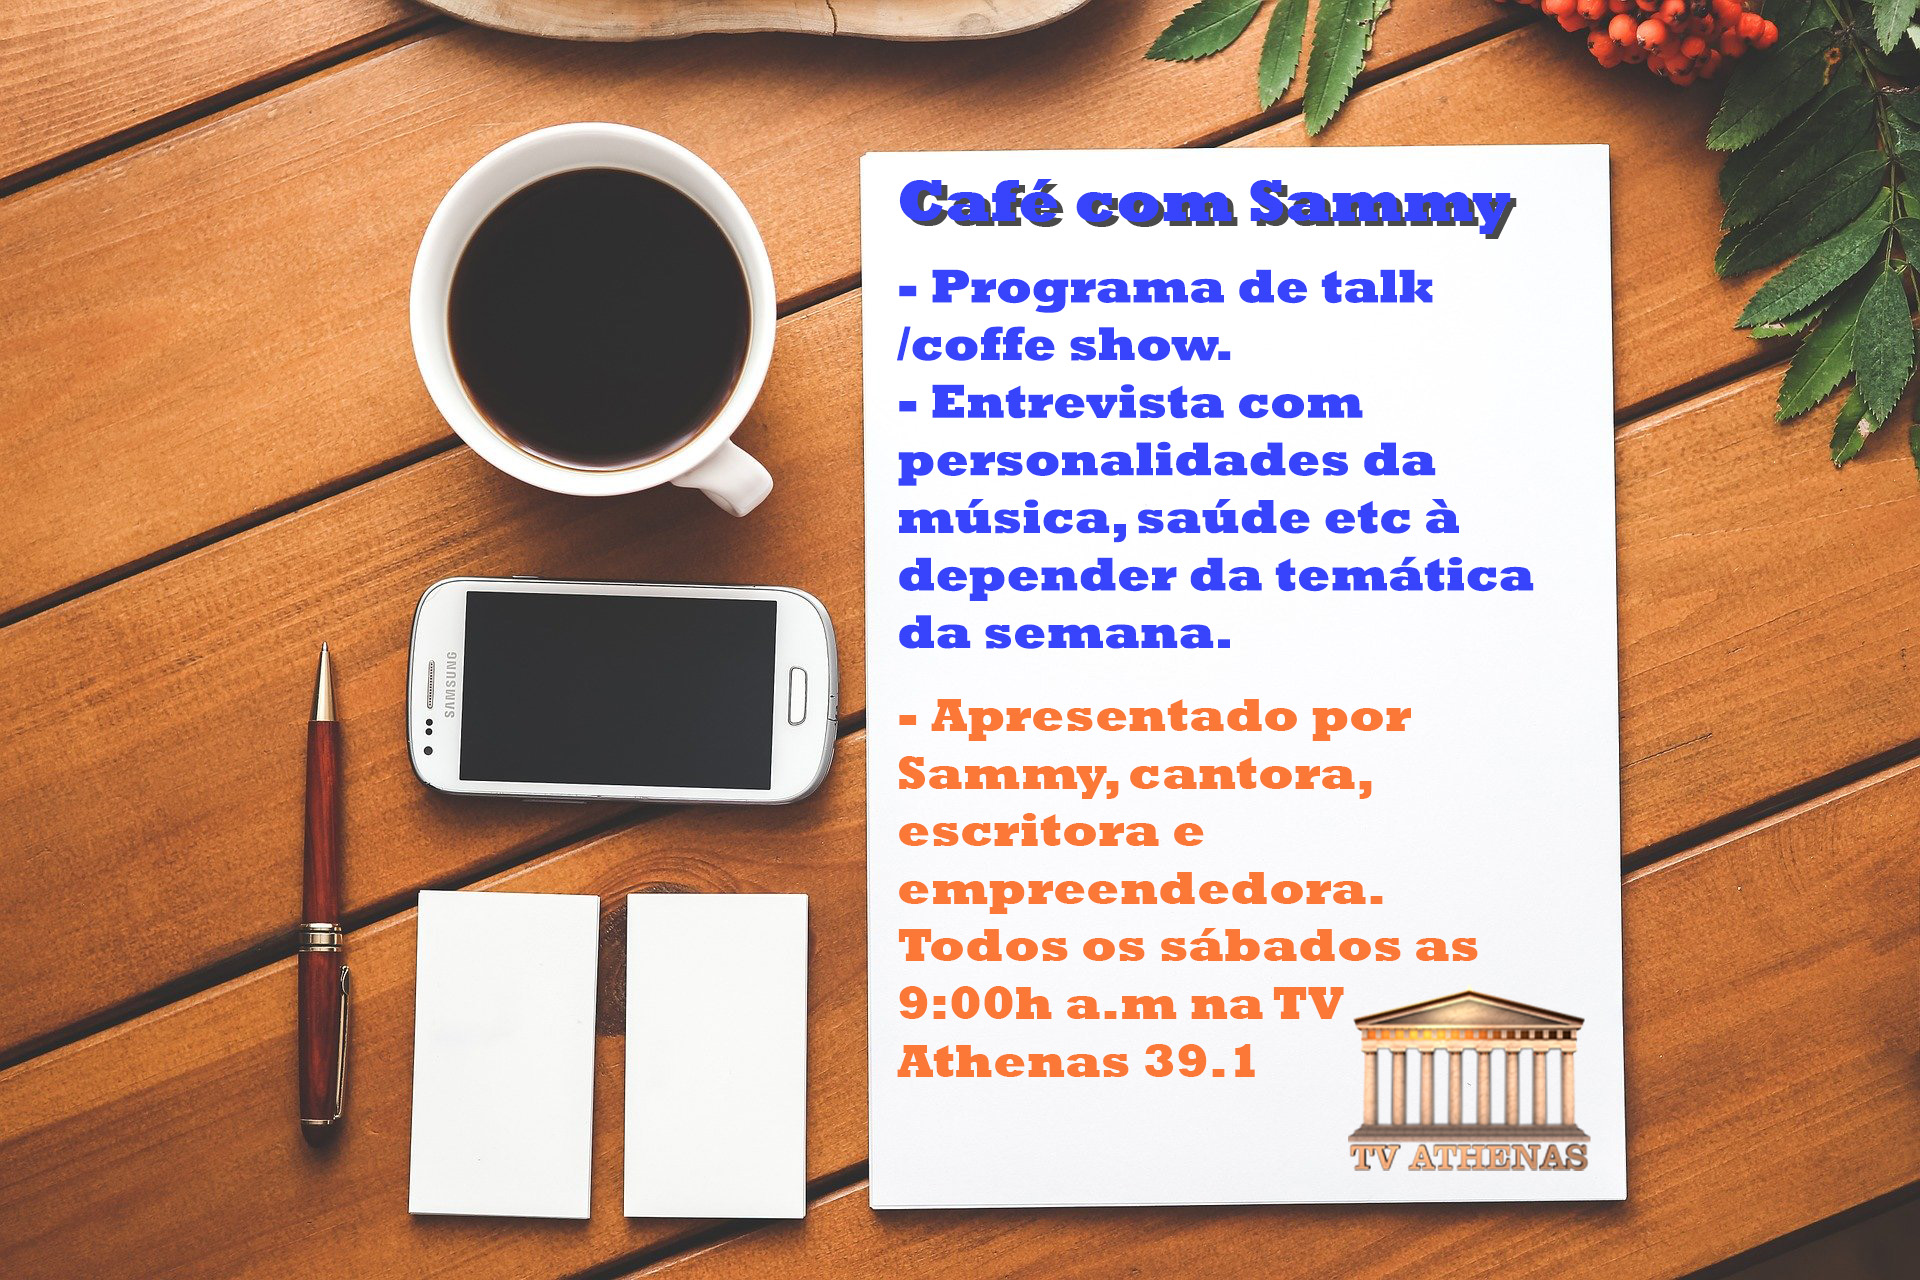 Café com Sammy
- Programa de talk
/coffe show.
- Entrevista com
personalidades da
música, saúde etc à
depender da temática
da semana.
- Apresentado por
Sammy, cantora,
escritora e
empreendedora.
Todos os sábados as
9:00h a.m na TV
Athenas 39.1
TV ATHENAS
SAMSUNG